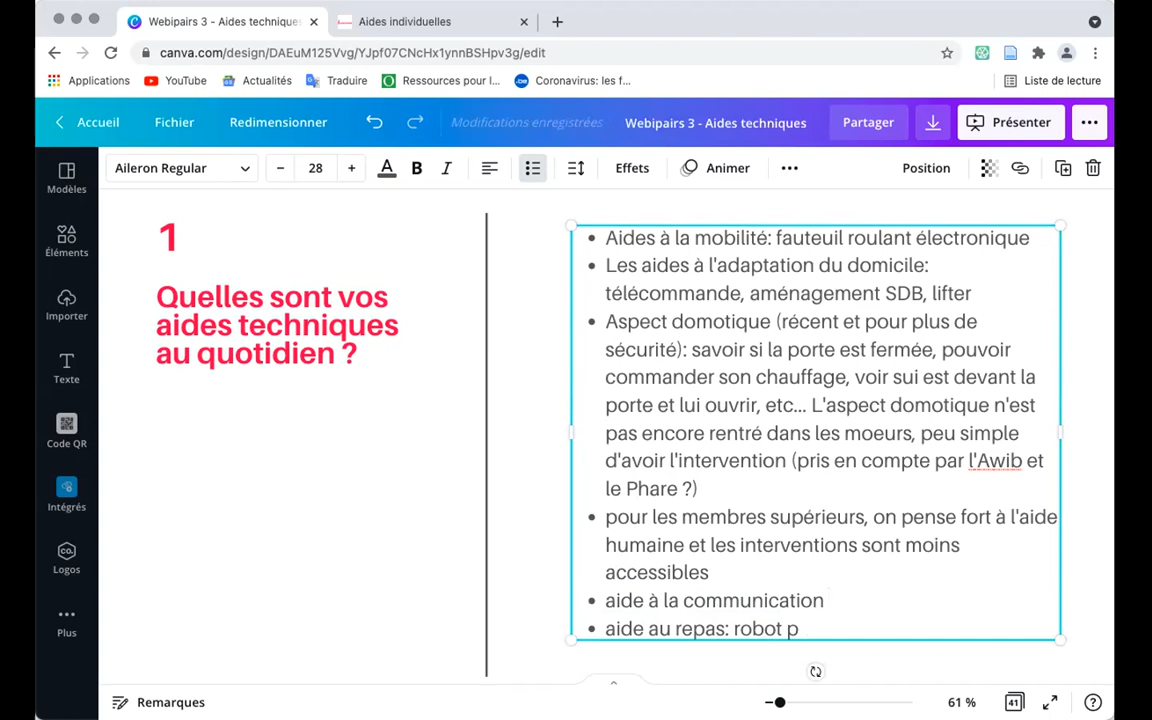 Webipairs 3 - Aides techniques
Aides individuelles
canva.com/design/DAEuM125Vvg/YJpf07CNcHx1ynnBSHpv3g/edit
Applications
YouTube
Actualités
Traduire
Ressources pour l...
Coronavirus: les f...
Liste de lecture
Accueil
Fichier
Redimensionner
Modifications enregistrées
Webipairs 3 - Aides techniques
Partager
Présenter
Modèles
Éléments
Importer
Texte
Code QR
Intégrés
CO.
Logos
Plus
Aileron Regular
– 28 +
A B I
Effets
Animer
Position
1
Quelles sont vos
aides techniques
au quotidien ?
• Aides à la mobilité: fauteuil roulant électronique
• Les aides à l'adaptation du domicile:
télécommande, aménagement SDB, lifter
• Aspect domotique (récent et pour plus de
sécurité): savoir si la porte est fermée, pouvoir
commander son chauffage, voir sui est devant la
porte et lui ouvrir, etc... L'aspect domotique n'est
pas encore rentré dans les moeurs, peu simple
d'avoir l'intervention (pris en compte par l'Awib et
le Phare ?)
• pour les membres supérieurs, on pense fort à l'aide
humaine et les interventions sont moins
accessibles
• aide à la communication
• aide au repas: robot p
Remarques
61 %
41
?